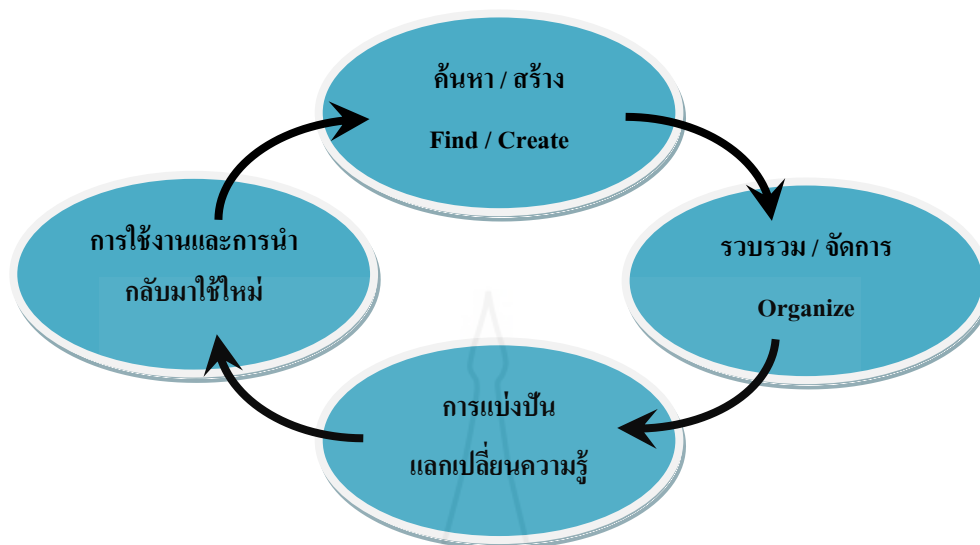 ค้นหา / สร้าง
Find / Create
รวบรวม / จัดการ
Organize
การแบ่งปัน
แลกเปลี่ยนความรู้
การใช้งานและการนำ
กลับมาใช้ใหม่